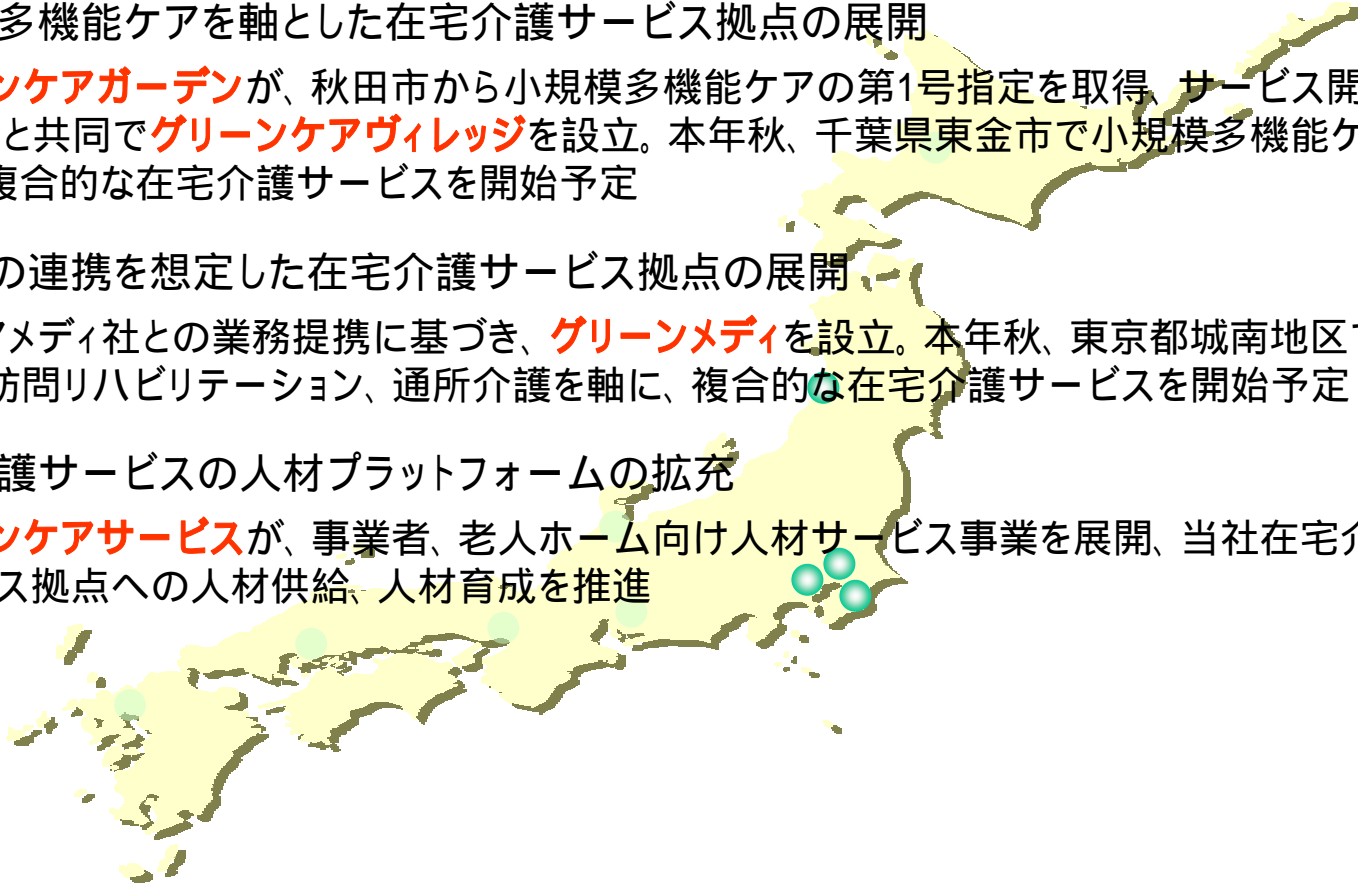 多機能ケアを軸とした在宅介護サービス拠点の展開
ンケアガーデンが、秋田市から小規模多機能ケアの第1号指定を取得、サービス開
と共同でグリーンケアヴィレッジを設立。本年秋、千葉県東金市で小規模多機能ケ
複合的な在宅介護サービスを開始予定
の連携を想定した在宅介護サービス拠点の展開
アメディ社との業務提携に基づき、グリーンメディを設立。本年秋、東京都城南地区で
訪問リハビリテーション、通所介護を軸に、複合的な在宅介護サービスを開始予定
護サービスの人材プラットフォームの拡充
ンケアサービスが、事業者、老人ホーム向け人材サービス事業を展開、当社在宅介
ス拠点への人材供給、人材育成を推進